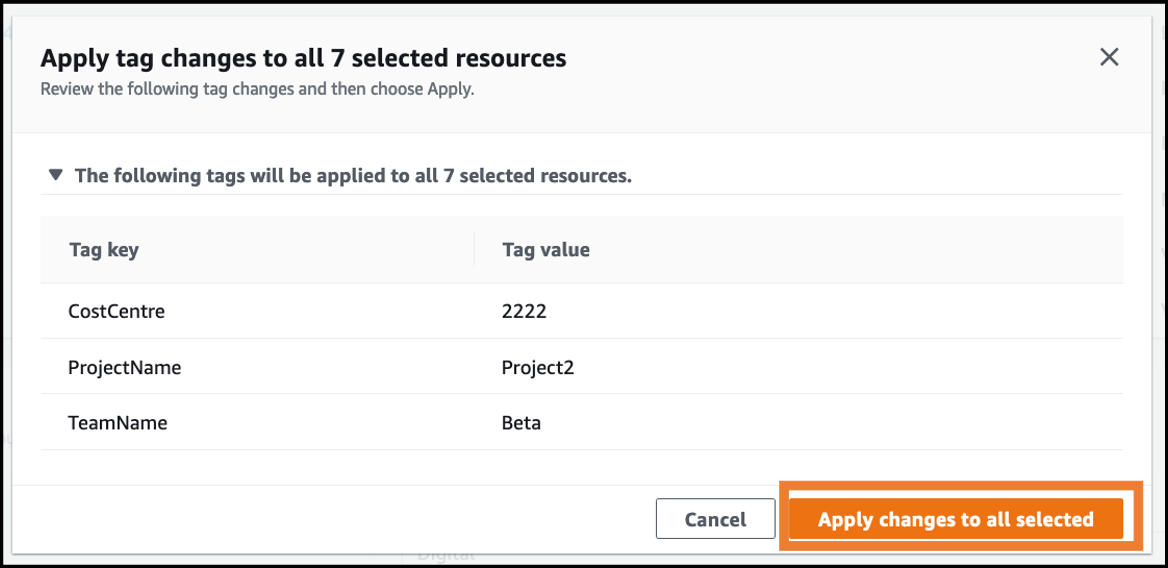 Apply tag changes to all 7 selected resources
Review the following tag changes and then choose Apply.
The following tags will be applied to all 7 selected resources.
Tag key Tag value
CostCentre 2222
ProjectName Project2
TeamName Beta
Cancel Apply changes to all selected
Digital